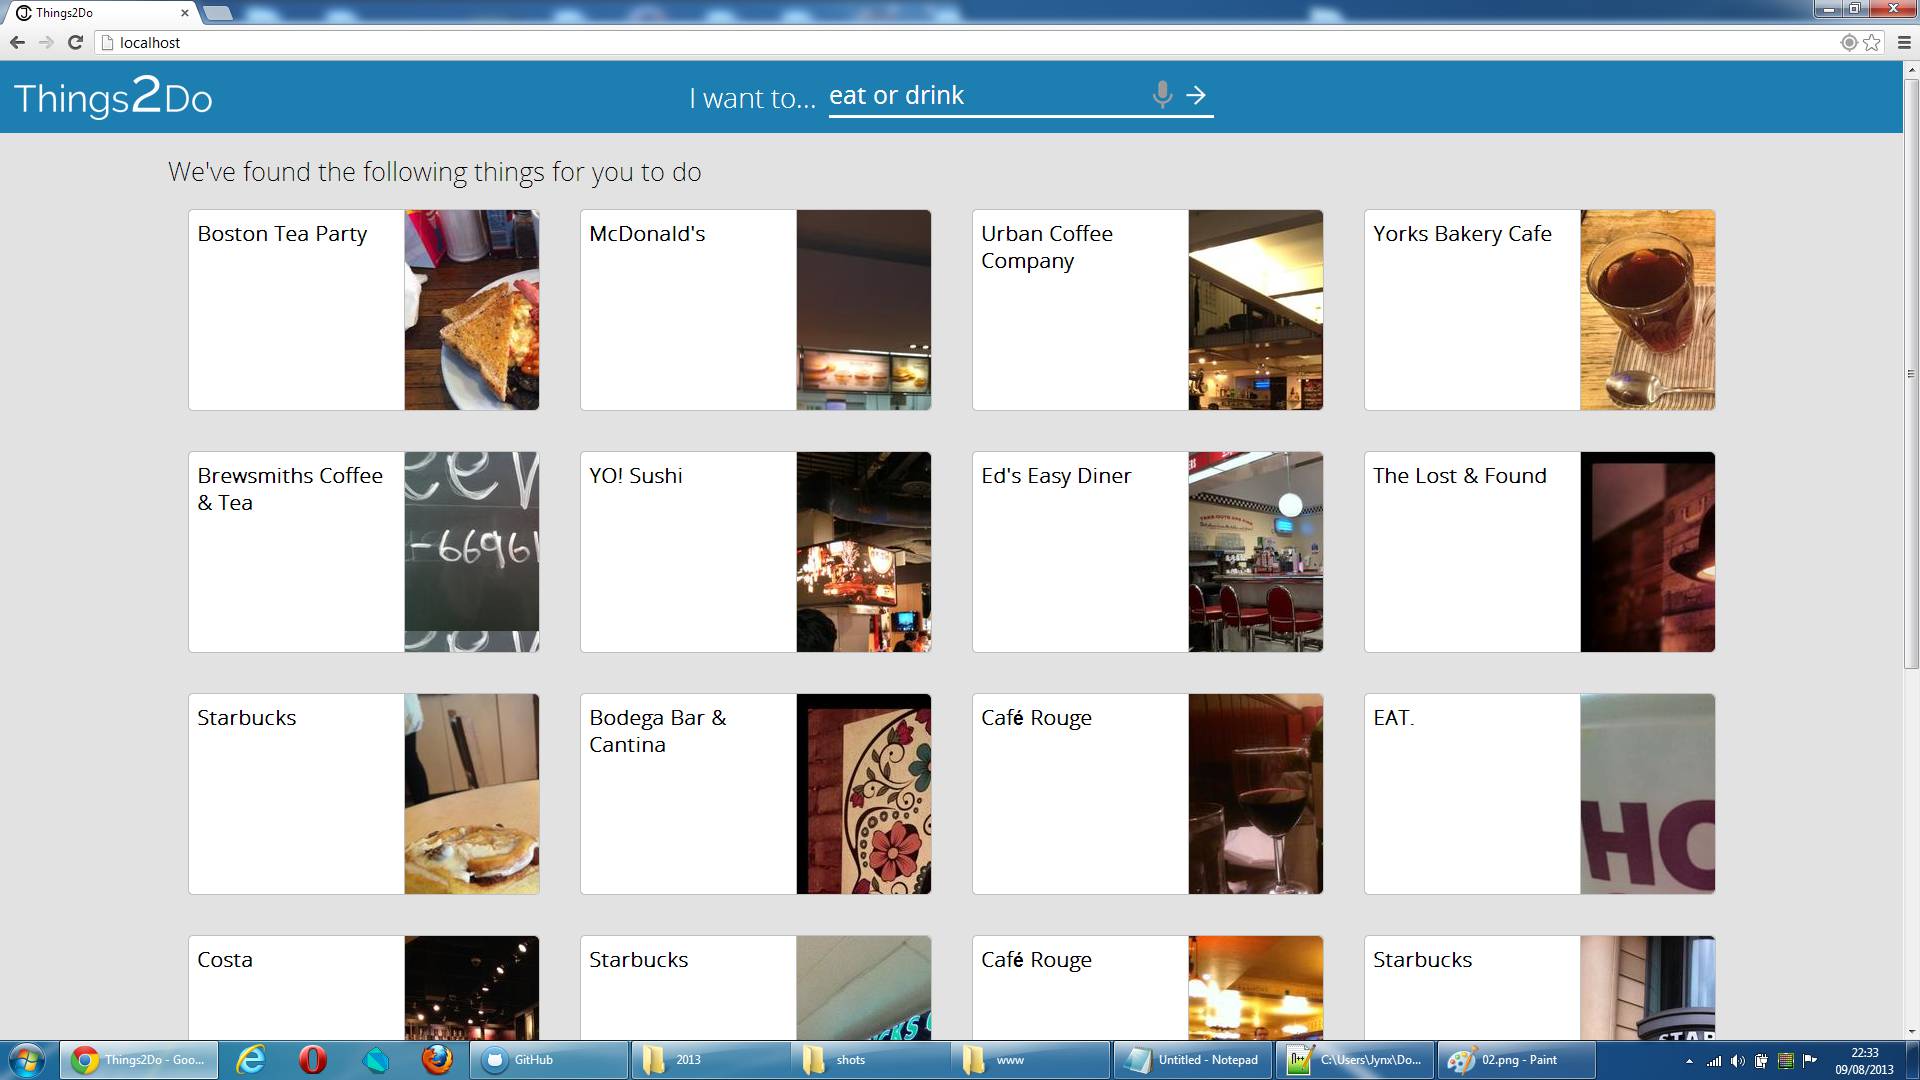 Things2Do
localhost
Things2Do
I want to... eat or drink
We've found the following things for you to do
Boston Tea Party
McDonald's
Urban Coffee
Company
Yorks Bakery Cafe
Brewsmiths Coffee
& Tea
-66961
YO! Sushi
Ed's Easy Diner
The Lost & Found
Starbucks
Bodega Bar &
Cantina
Café Rouge
EAT.
HO
Costa
Starbucks
Café Rouge
Starbucks
STAR
Things2Do - Goo...
GitHub
2013
shots
www
Untitled - Notepad
C:\Users\Jynx\Do...
02.png - Paint
22:33
09/08/2013